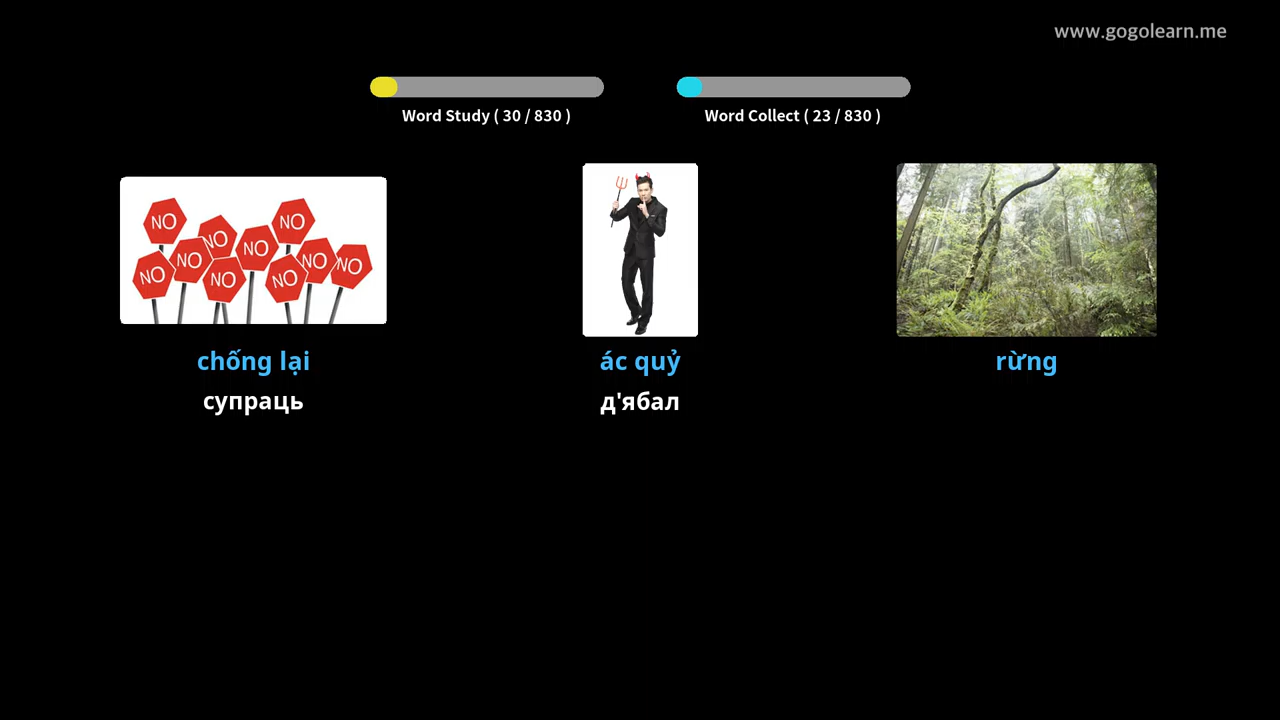 www.gogolearn.me
Word Study ( 30 / 830 )
Word Collect ( 23 / 830 )
NO
NO
NO
NO
NO
NO
NO
NO
NO
NO
chống lại
ác quỷ
rừng
супраць
д'ябал